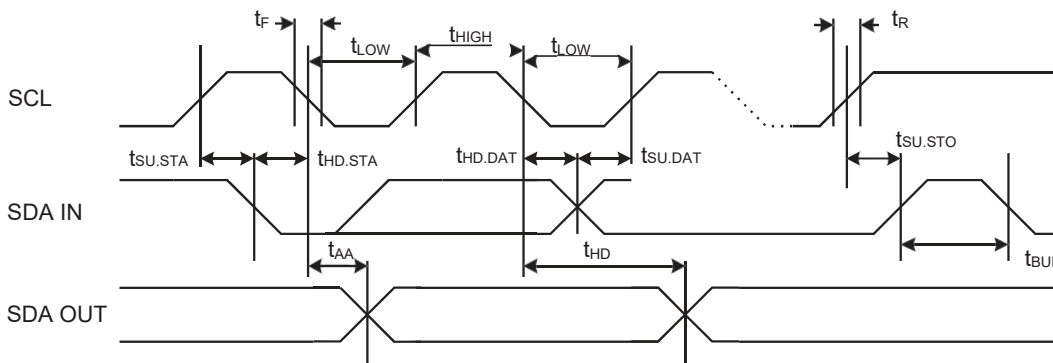 tF
tLOW
tHIGH
tLOW
tR
SCL
tSU.STA
tHD.STA
tHD.DAT
tSU.DAT
tSU.STO
SDA IN
tAA
tHD
tBUF
SDA OUT